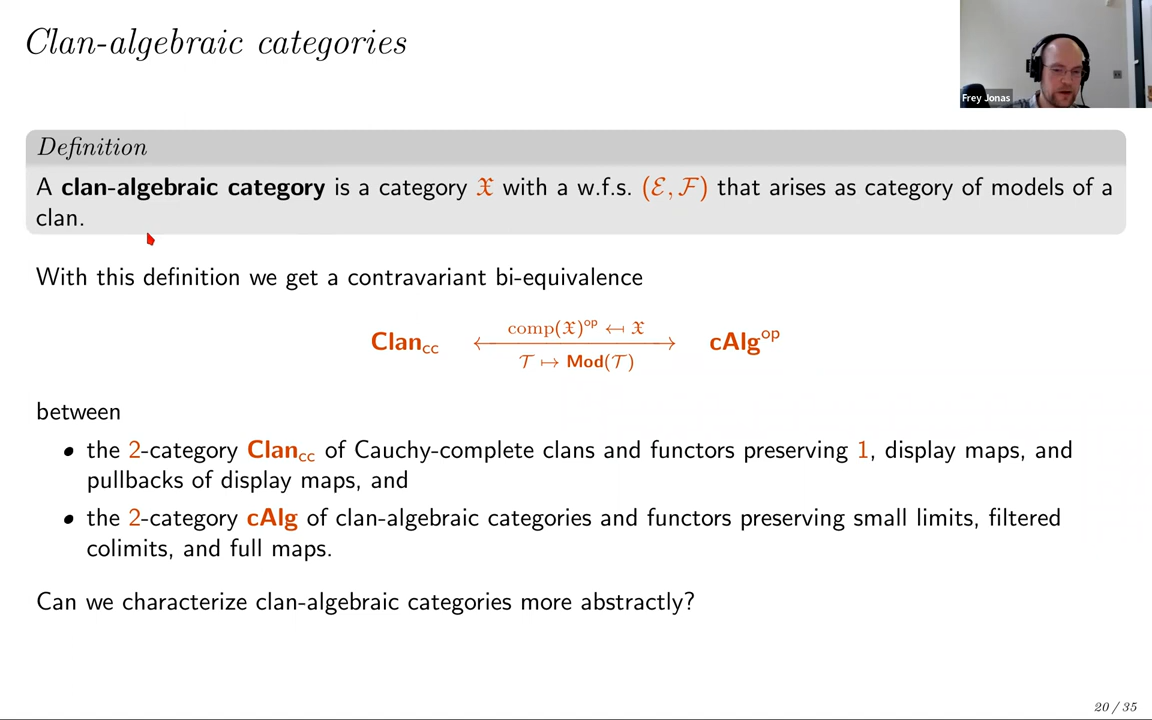 Clan-algebraic categories
Frey Jonas
Definition
A clan-algebraic category is a category 𝔛 with a w.f.s. (ℰ, ℱ) that arises as category of models of a
clan.
With this definition we get a contravariant bi-equivalence
comp(𝔛)ᵒᵖ ↤ 𝔛
Clan_cc ⟷ cAlgᵒᵖ
𝒯 ↦ Mod(𝒯)
between
• the 2-category Clan_cc of Cauchy-complete clans and functors preserving 1, display maps, and
pullbacks of display maps, and
• the 2-category cAlg of clan-algebraic categories and functors preserving small limits, filtered
colimits, and full maps.
Can we characterize clan-algebraic categories more abstractly?
20 / 35